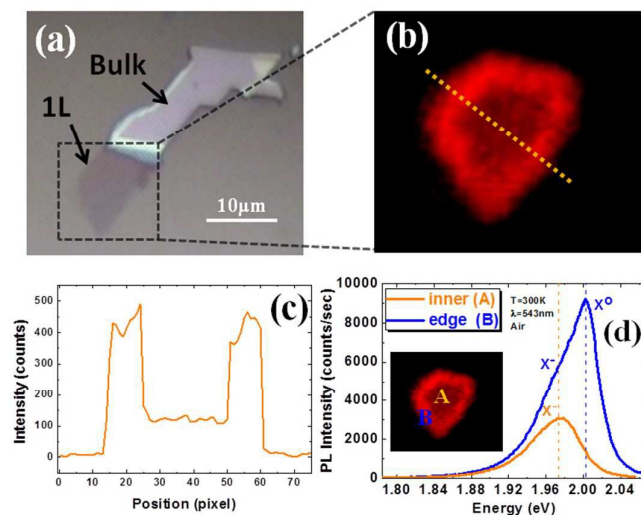 (a)
Bulk
1L
10μm
(b)
(c)
Intensity (counts)
500
400
300
200
100
0
0 10 20 30 40 50 60 70
Position (pixel)
(d)
PL Intensity (counts/sec)
10000
8000
6000
4000
2000
0
inner (A)
edge (B)
T=300K
λ=543nm
Air
X⁰
X⁻
X⁻
A
B
1.80 1.84 1.88 1.92 1.96 2.00 2.04
Energy (eV)